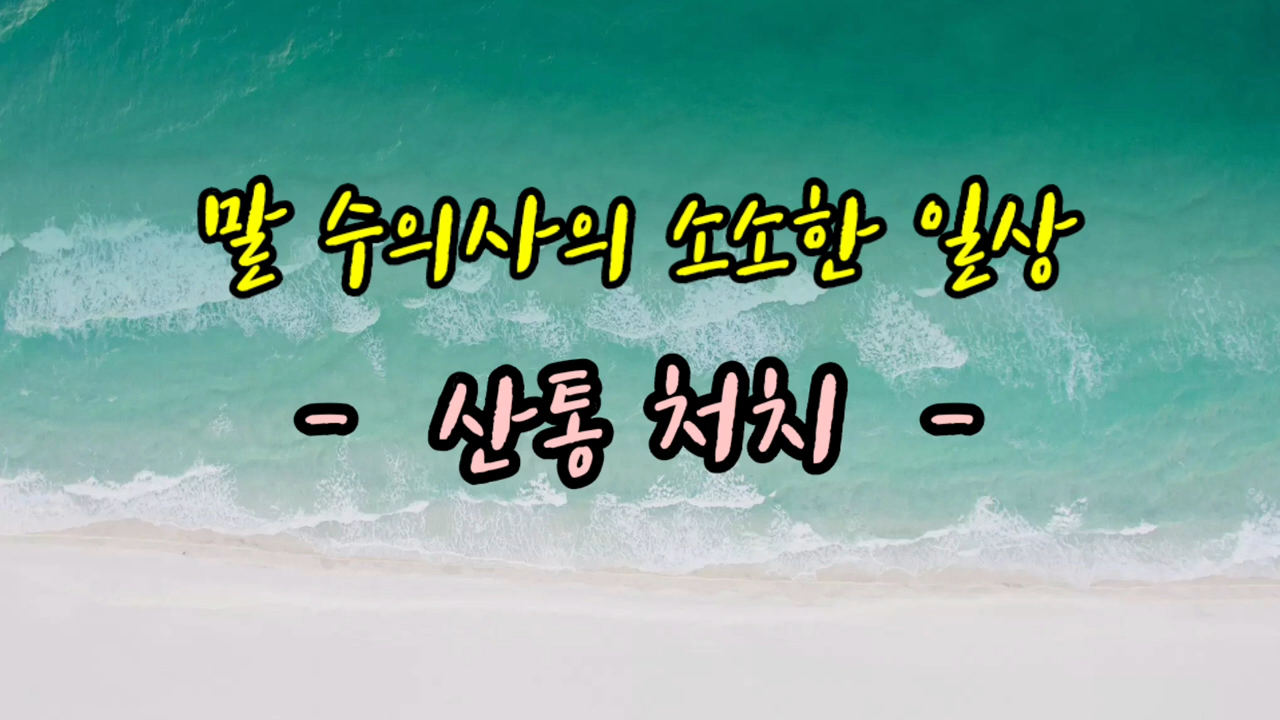 말 수의사의 소소한 일상
- 산통 처치 -